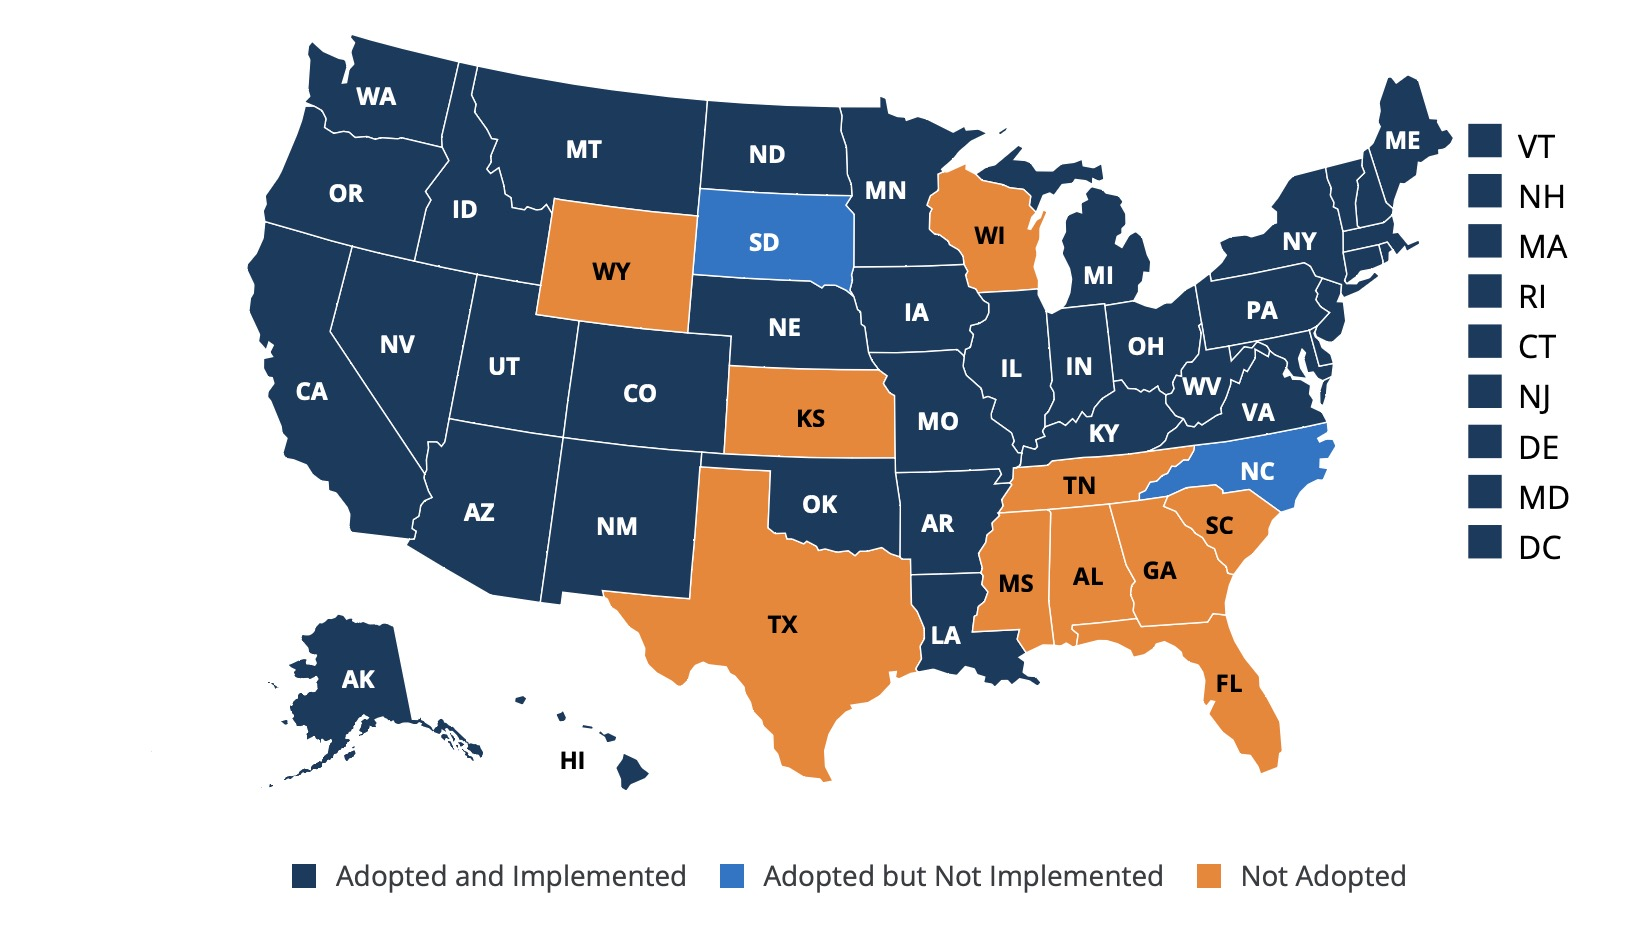 WA
MT
ND
MN
ME
VT
OR
ID
SD
WI
NY
NH
WY
MI
MA
NV
UT
NE
IA
PA
RI
CA
CO
IL
IN
OH
WV
CT
KS
MO
KY
VA
NJ
AZ
NM
OK
AR
TN
NC
DE
TX
LA
MS
AL
GA
SC
MD
DC
AK
HI
FL
Adopted and Implemented
Adopted but Not Implemented
Not Adopted